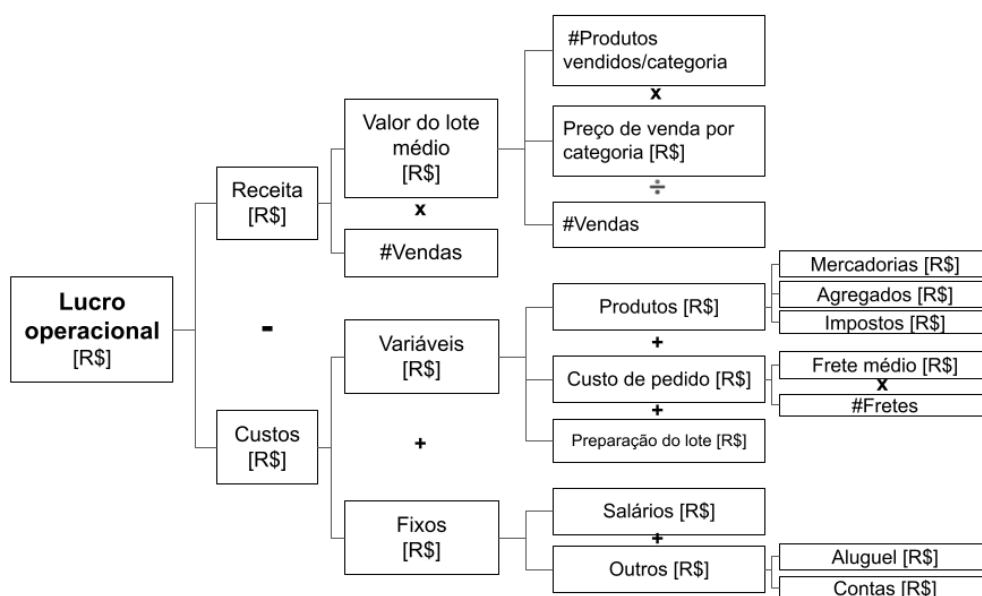 #Produtos
vendidos/categoria
x
Preço de venda por
categoria [R$]
÷
#Vendas
Valor do lote
médio
[R$]
x
#Vendas
Receita
[R$]
Lucro
operacional
[R$]
-
Custos
[R$]
Variáveis
[R$]
+
Fixos
[R$]
Produtos [R$]
+
Custo de pedido [R$]
+
Preparação do lote [R$]
Mercadorias [R$]
Agregados [R$]
Impostos [R$]
Frete médio [R$]
x
#Fretes
Salários [R$]
+
Outros [R$]
Aluguel [R$]
Contas [R$]